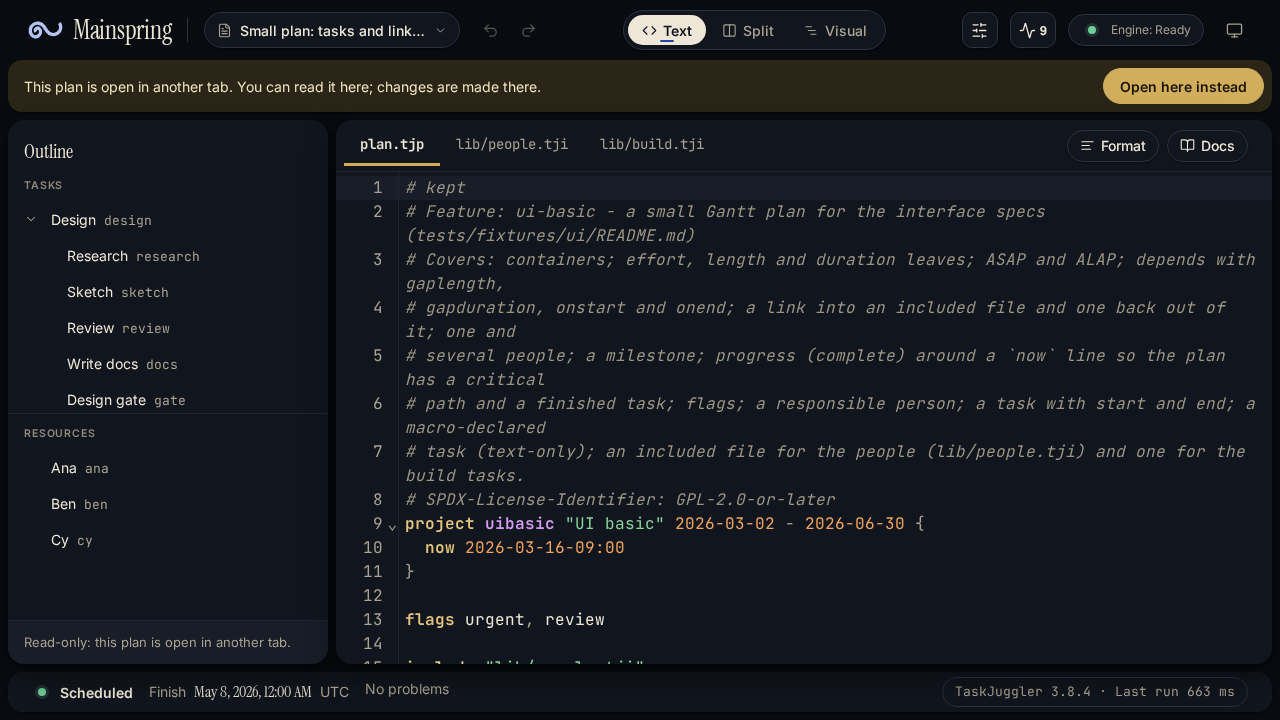 Mainspring
Small plan: tasks and link...
Text
Split
Visual
9
Engine: Ready
This plan is open in another tab. You can read it here; changes are made there.
Open here instead
Outline
TASKS
Design design
Research research
Sketch sketch
Review review
Write docs docs
Design gate gate
RESOURCES
Ana ana
Ben ben
Cy cy
Read-only: this plan is open in another tab.
plan.tjp
lib/people.tji
lib/build.tji
Format
Docs
1 # kept
2 # Feature: ui-basic - a small Gantt plan for the interface specs
(tests/fixtures/ui/README.md)
3 # Covers: containers; effort, length and duration leaves; ASAP and ALAP; depends with
gaplength,
4 # gapduration, onstart and onend; a link into an included file and one back out of
it; one and
5 # several people; a milestone; progress (complete) around a `now` line so the plan
has a critical
6 # path and a finished task; flags; a responsible person; a task with start and end; a
macro-declared
7 # task (text-only); an included file for the people (lib/people.tji) and one for the
build tasks.
8 # SPDX-License-Identifier: GPL-2.0-or-later
9 project uibasic "UI basic" 2026-03-02 - 2026-06-30 {
10 now 2026-03-16-09:00
11 }
12
13 flags urgent, review
14
15 include "lib/people.tji"
Scheduled
Finish May 8, 2026, 12:00 AM UTC
No problems
TaskJuggler 3.8.4 · Last run 663 ms